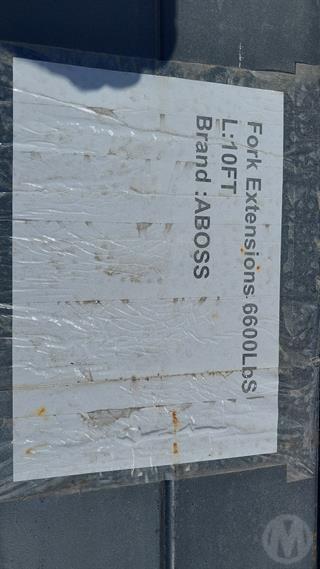 Fork Extensions 6600LbS
L:10FT
Brand :ABOSS
M